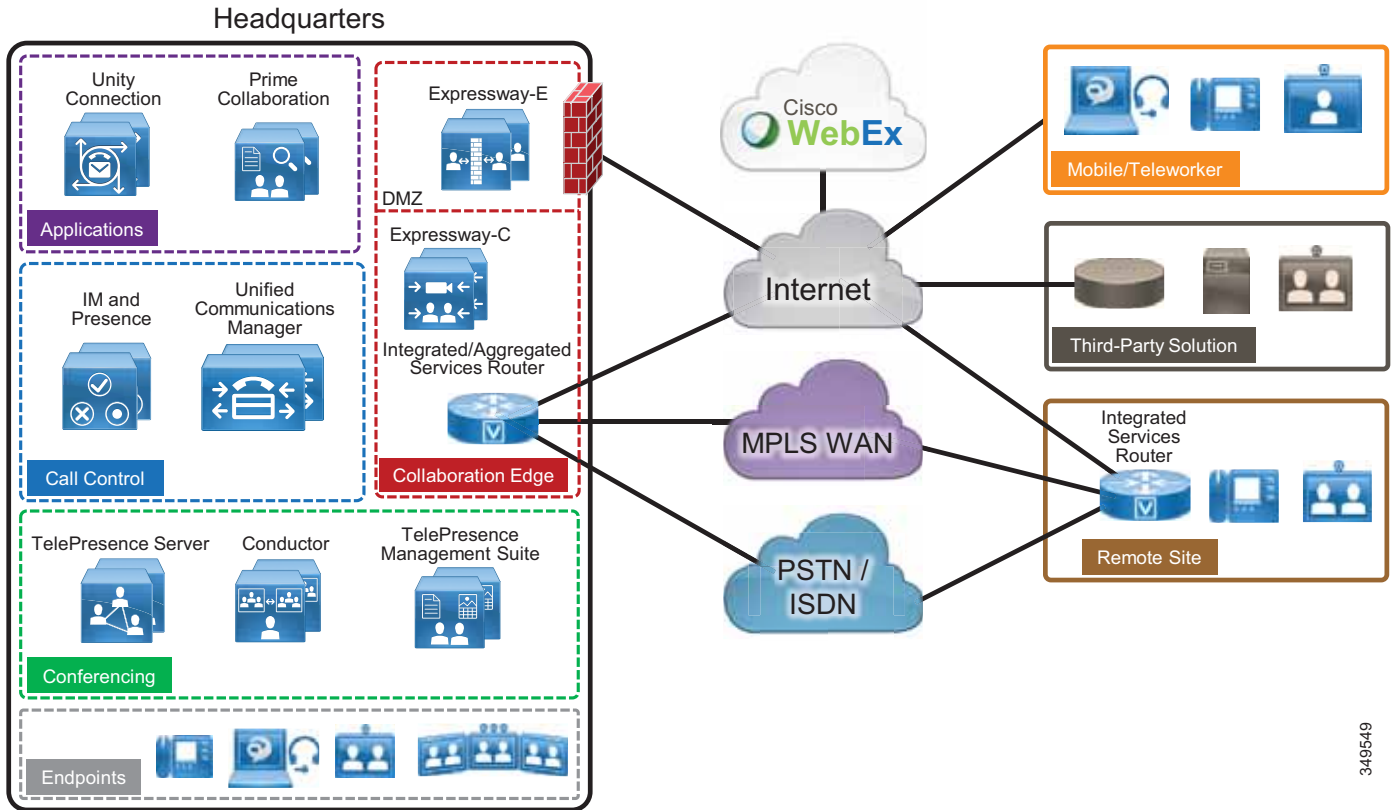 Headquarters
Unity
Connection
Prime
Collaboration
Applications
Expressway-E
DMZ
Expressway-C
Integrated/Aggregated
Services Router
Collaboration Edge
IM and
Presence
Unified
Communications
Manager
Call Control
TelePresence Server
Conductor
TelePresence
Management Suite
Conferencing
Endpoints
Cisco
WebEx
Internet
MPLS WAN
PSTN /
ISDN
Mobile/Teleworker
Third-Party Solution
Integrated
Services
Router
V
V
Remote Site
349549